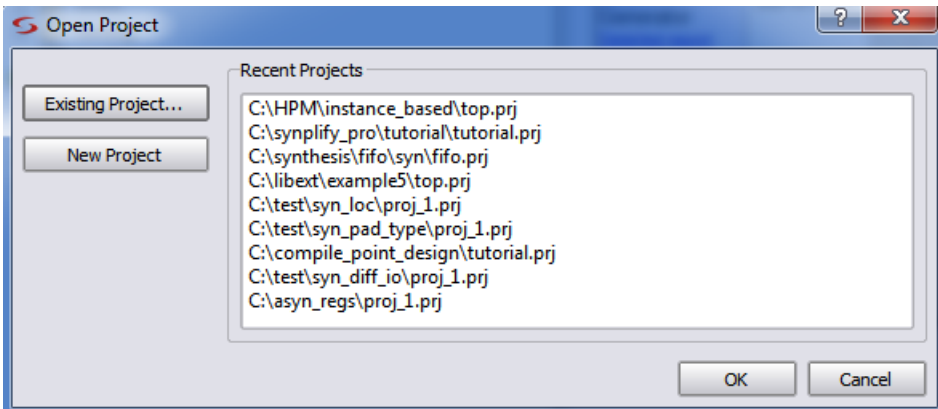 Open Project
?
X
Existing Project...
New Project
Recent Projects
C:\HPM\instance_based\top.prj
C:\synplify_pro\tutorial\tutorial.prj
C:\synthesis\fifo\syn\fifo.prj
C:\libext\example5\top.prj
C:\test\syn_loc\proj_1.prj
C:\test\syn_pad_type\proj_1.prj
C:\compile_point_design\tutorial.prj
C:\test\syn_diff_io\proj_1.prj
C:\asyn_regs\proj_1.prj
OK
Cancel